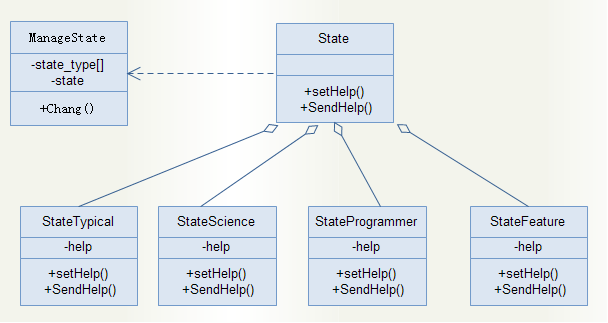 ManageState
-state_type[]
-state
+Chang()
State
+setHelp()
+SendHelp()
StateTypical
-help
+setHelp()
+SendHelp()
StateScience
-help
+setHelp()
+SendHelp()
StateProgrammer
-help
+setHelp()
+SendHelp()
StateFeature
-help
+setHelp()
+SendHelp()